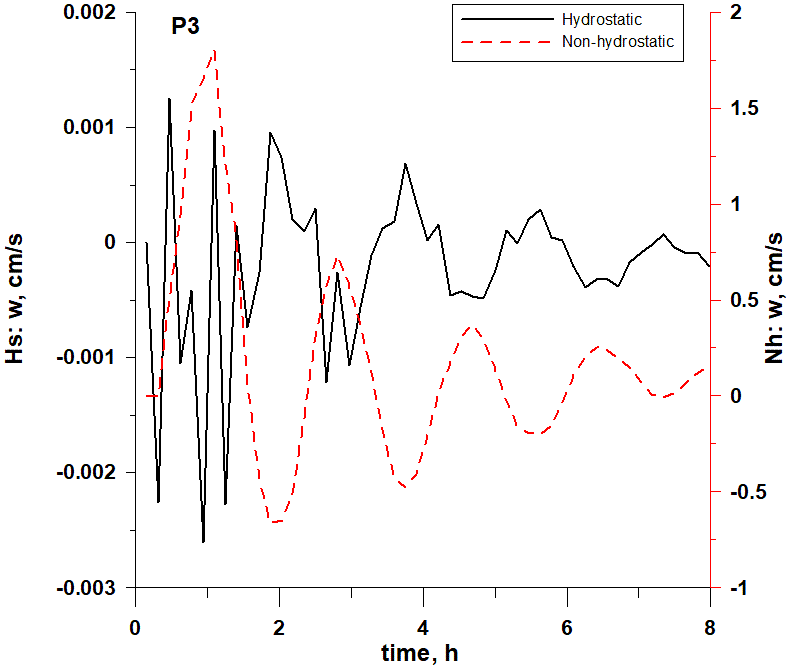 P3
Hydrostatic
Non-hydrostatic
0.002
0.001
0
-0.001
-0.002
-0.003
Hs: w, cm/s
2
1.5
1
0.5
0
-0.5
-1
Nh: w, cm/s
0 2 4 6 8
time, h